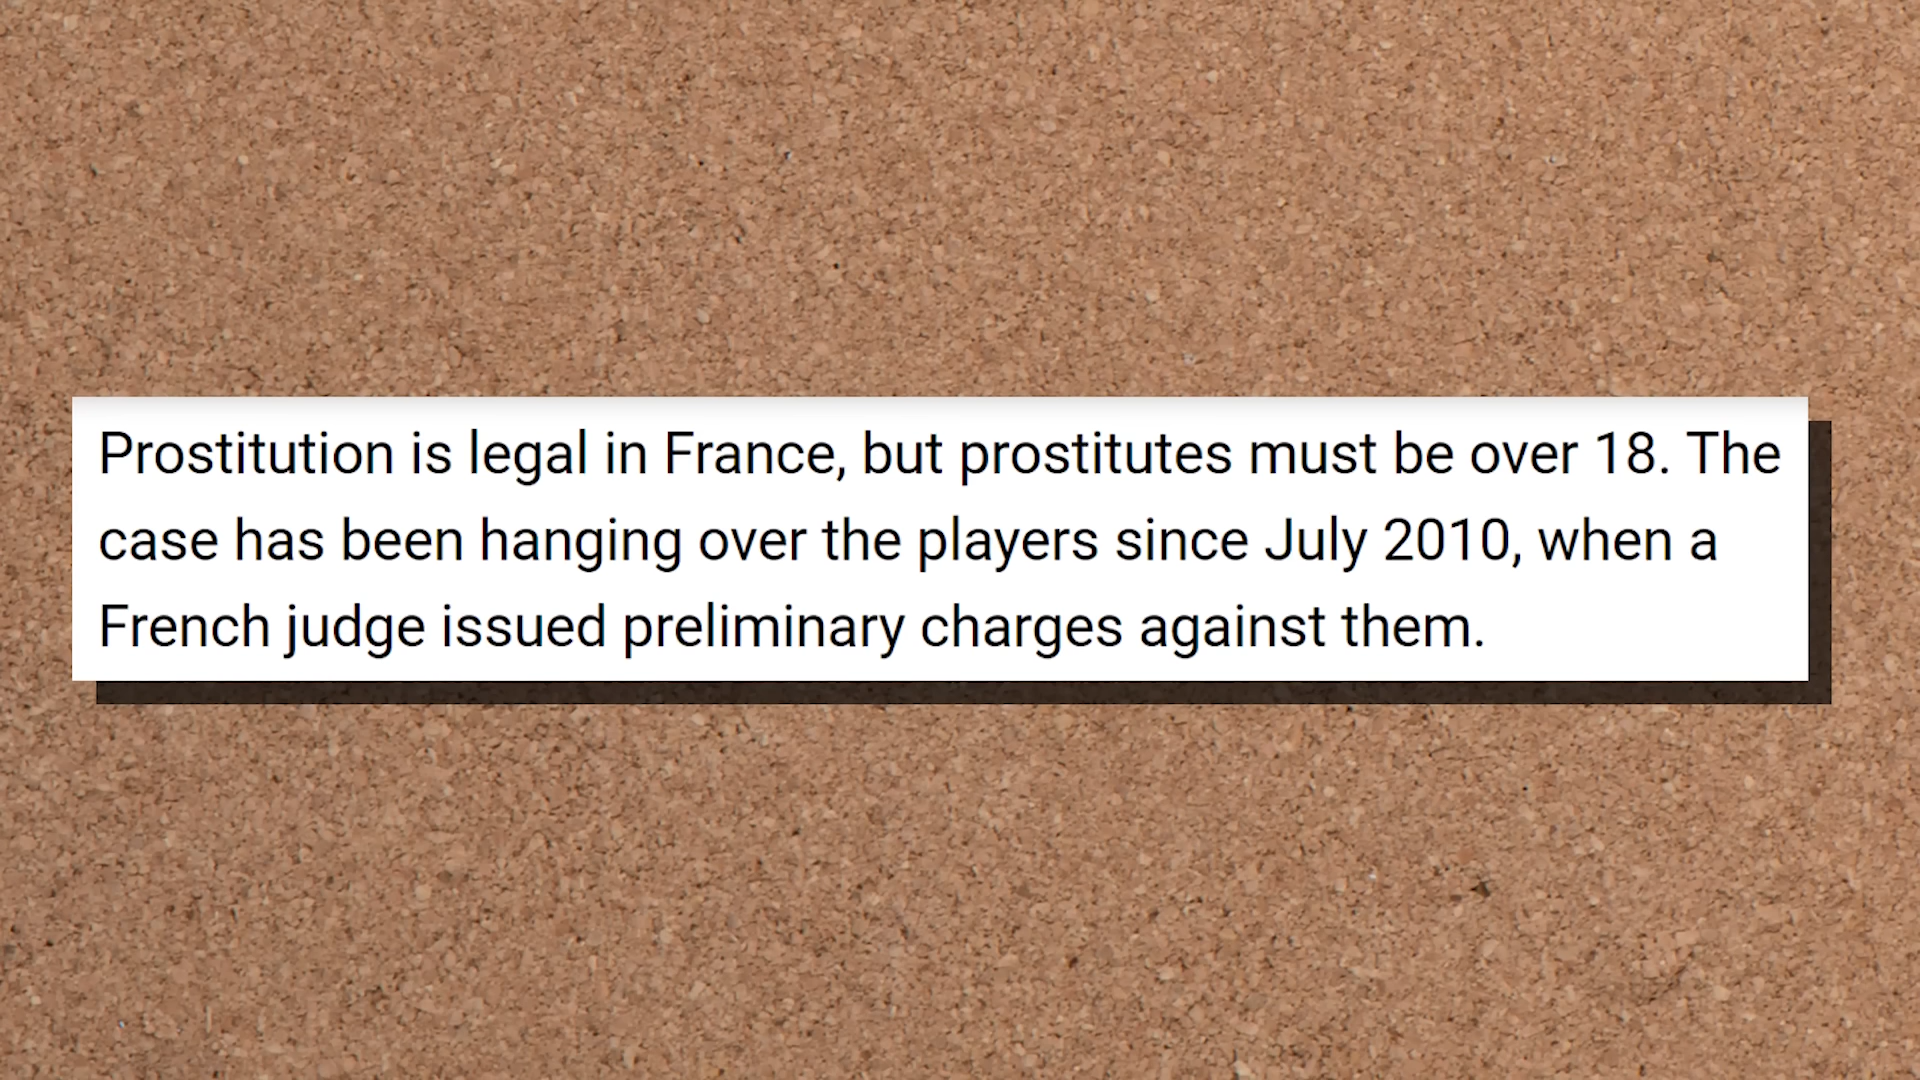 Prostitution is legal in France, but prostitutes must be over 18. The
case has been hanging over the players since July 2010, when a
French judge issued preliminary charges against them.